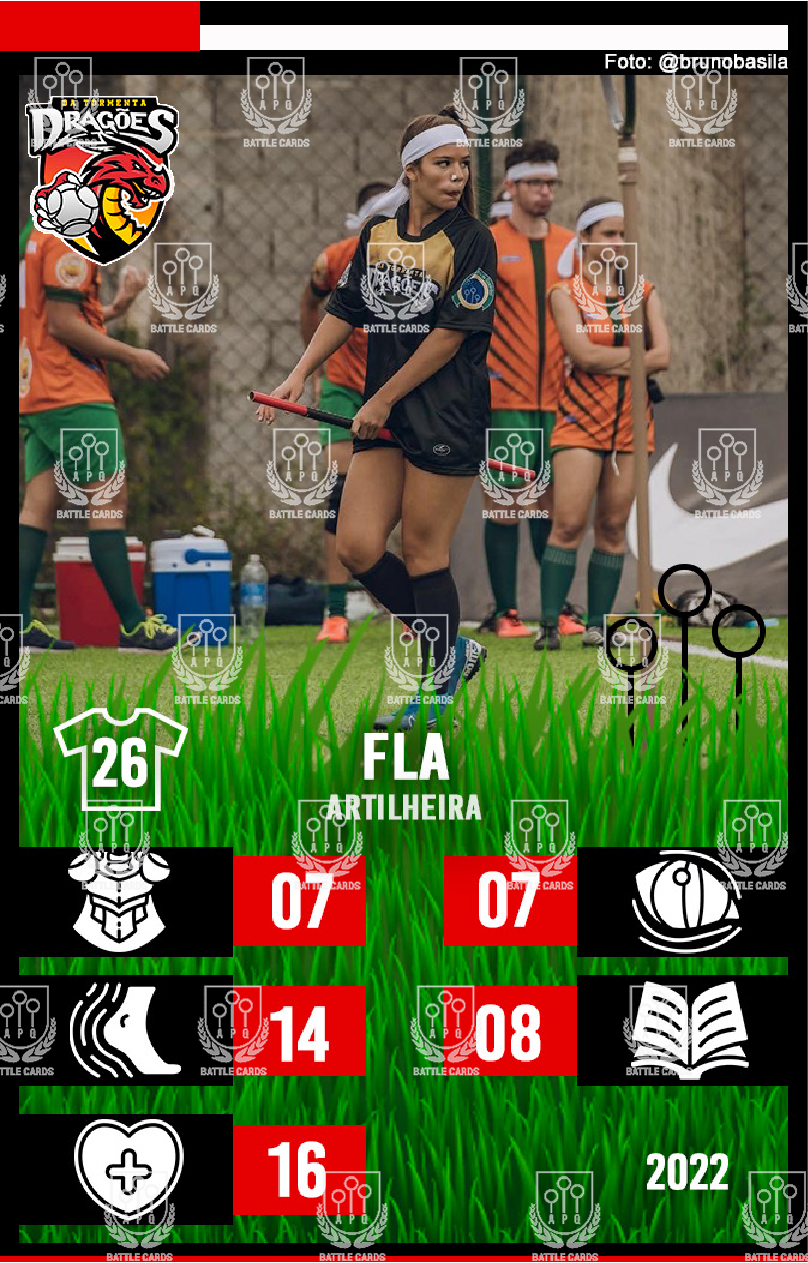 Foto: @brunobasila
DA TORMENTA
DRAGÕES
26
FLA
ARTILHEIRA
07
07
14
08
16
2022
APQ
BATTLE CARDS